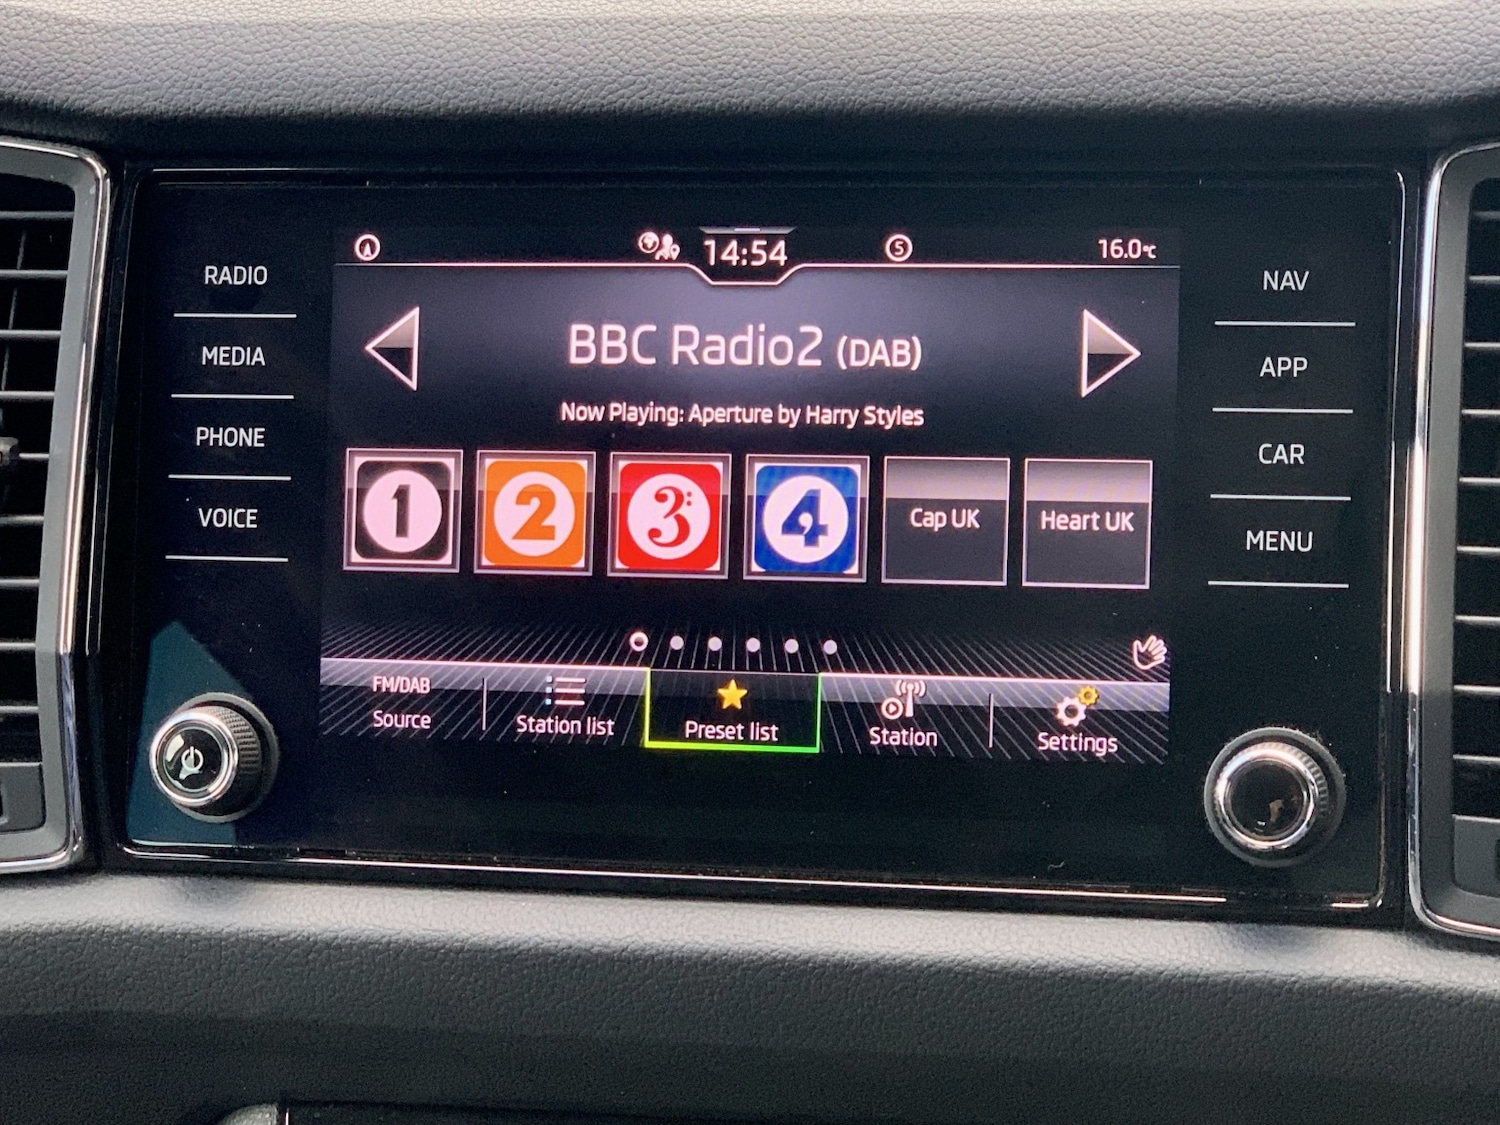 14:54
5
16.0°C
RADIO
MEDIA
PHONE
VOICE
BBC Radio2 (DAB)
Now Playing: Aperture by Harry Styles
1
2
3
4
Cap UK
Heart UK
FM/DAB
Source
Station list
Preset list
Station
Settings
NAV
APP
CAR
MENU